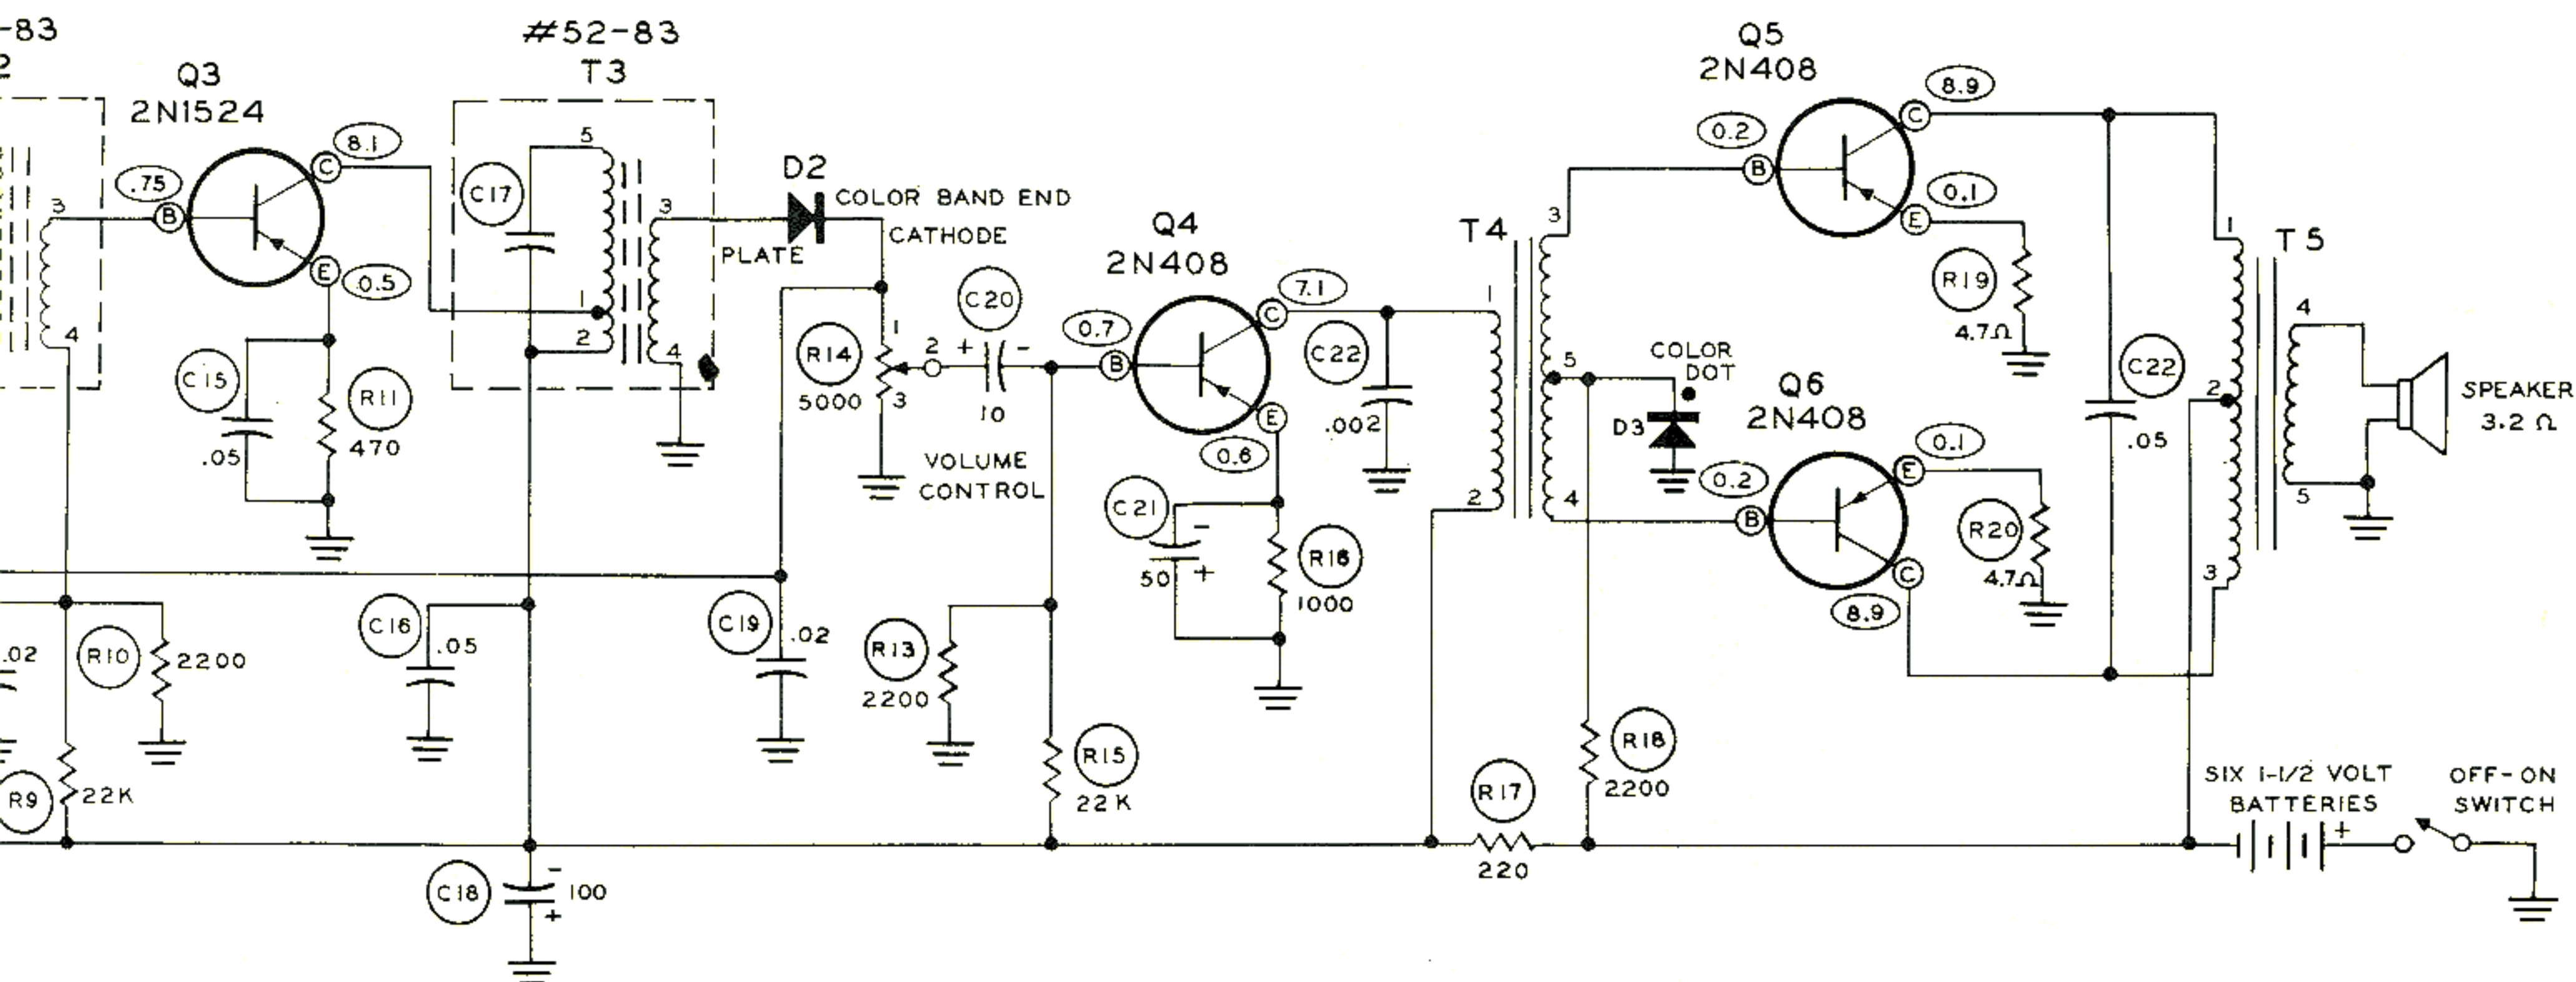 -83
2
Q3
2N1524
8.1
C
.75
B
3
E
0.5
4
C15
.05
R11
470
.02
R10
2200
R9
22K
#52-83
T3
5
C17
1
2
3
4
D2
COLOR BAND END
PLATE
CATHODE
C16
.05
C18
-
100
+
R14
5000
1
2
3
VOLUME
CONTROL
C20
+
-
10
C19
.02
R13
2200
R15
22K
Q4
2N408
0.7
B
C
7.1
E
0.6
C21
-
50
+
R16
1000
C22
.002
T4
1
2
3
5
4
COLOR
DOT
D3
R17
220
R18
2200
Q5
2N408
8.9
C
0.2
B
0.1
E
R19
4.7Ω
Q6
2N408
0.1
E
0.2
B
C
8.9
R20
4.7Ω
C22
.05
1
T5
2
3
4
5
SPEAKER
3.2 Ω
SIX 1-1/2 VOLT
BATTERIES
+
OFF-ON
SWITCH